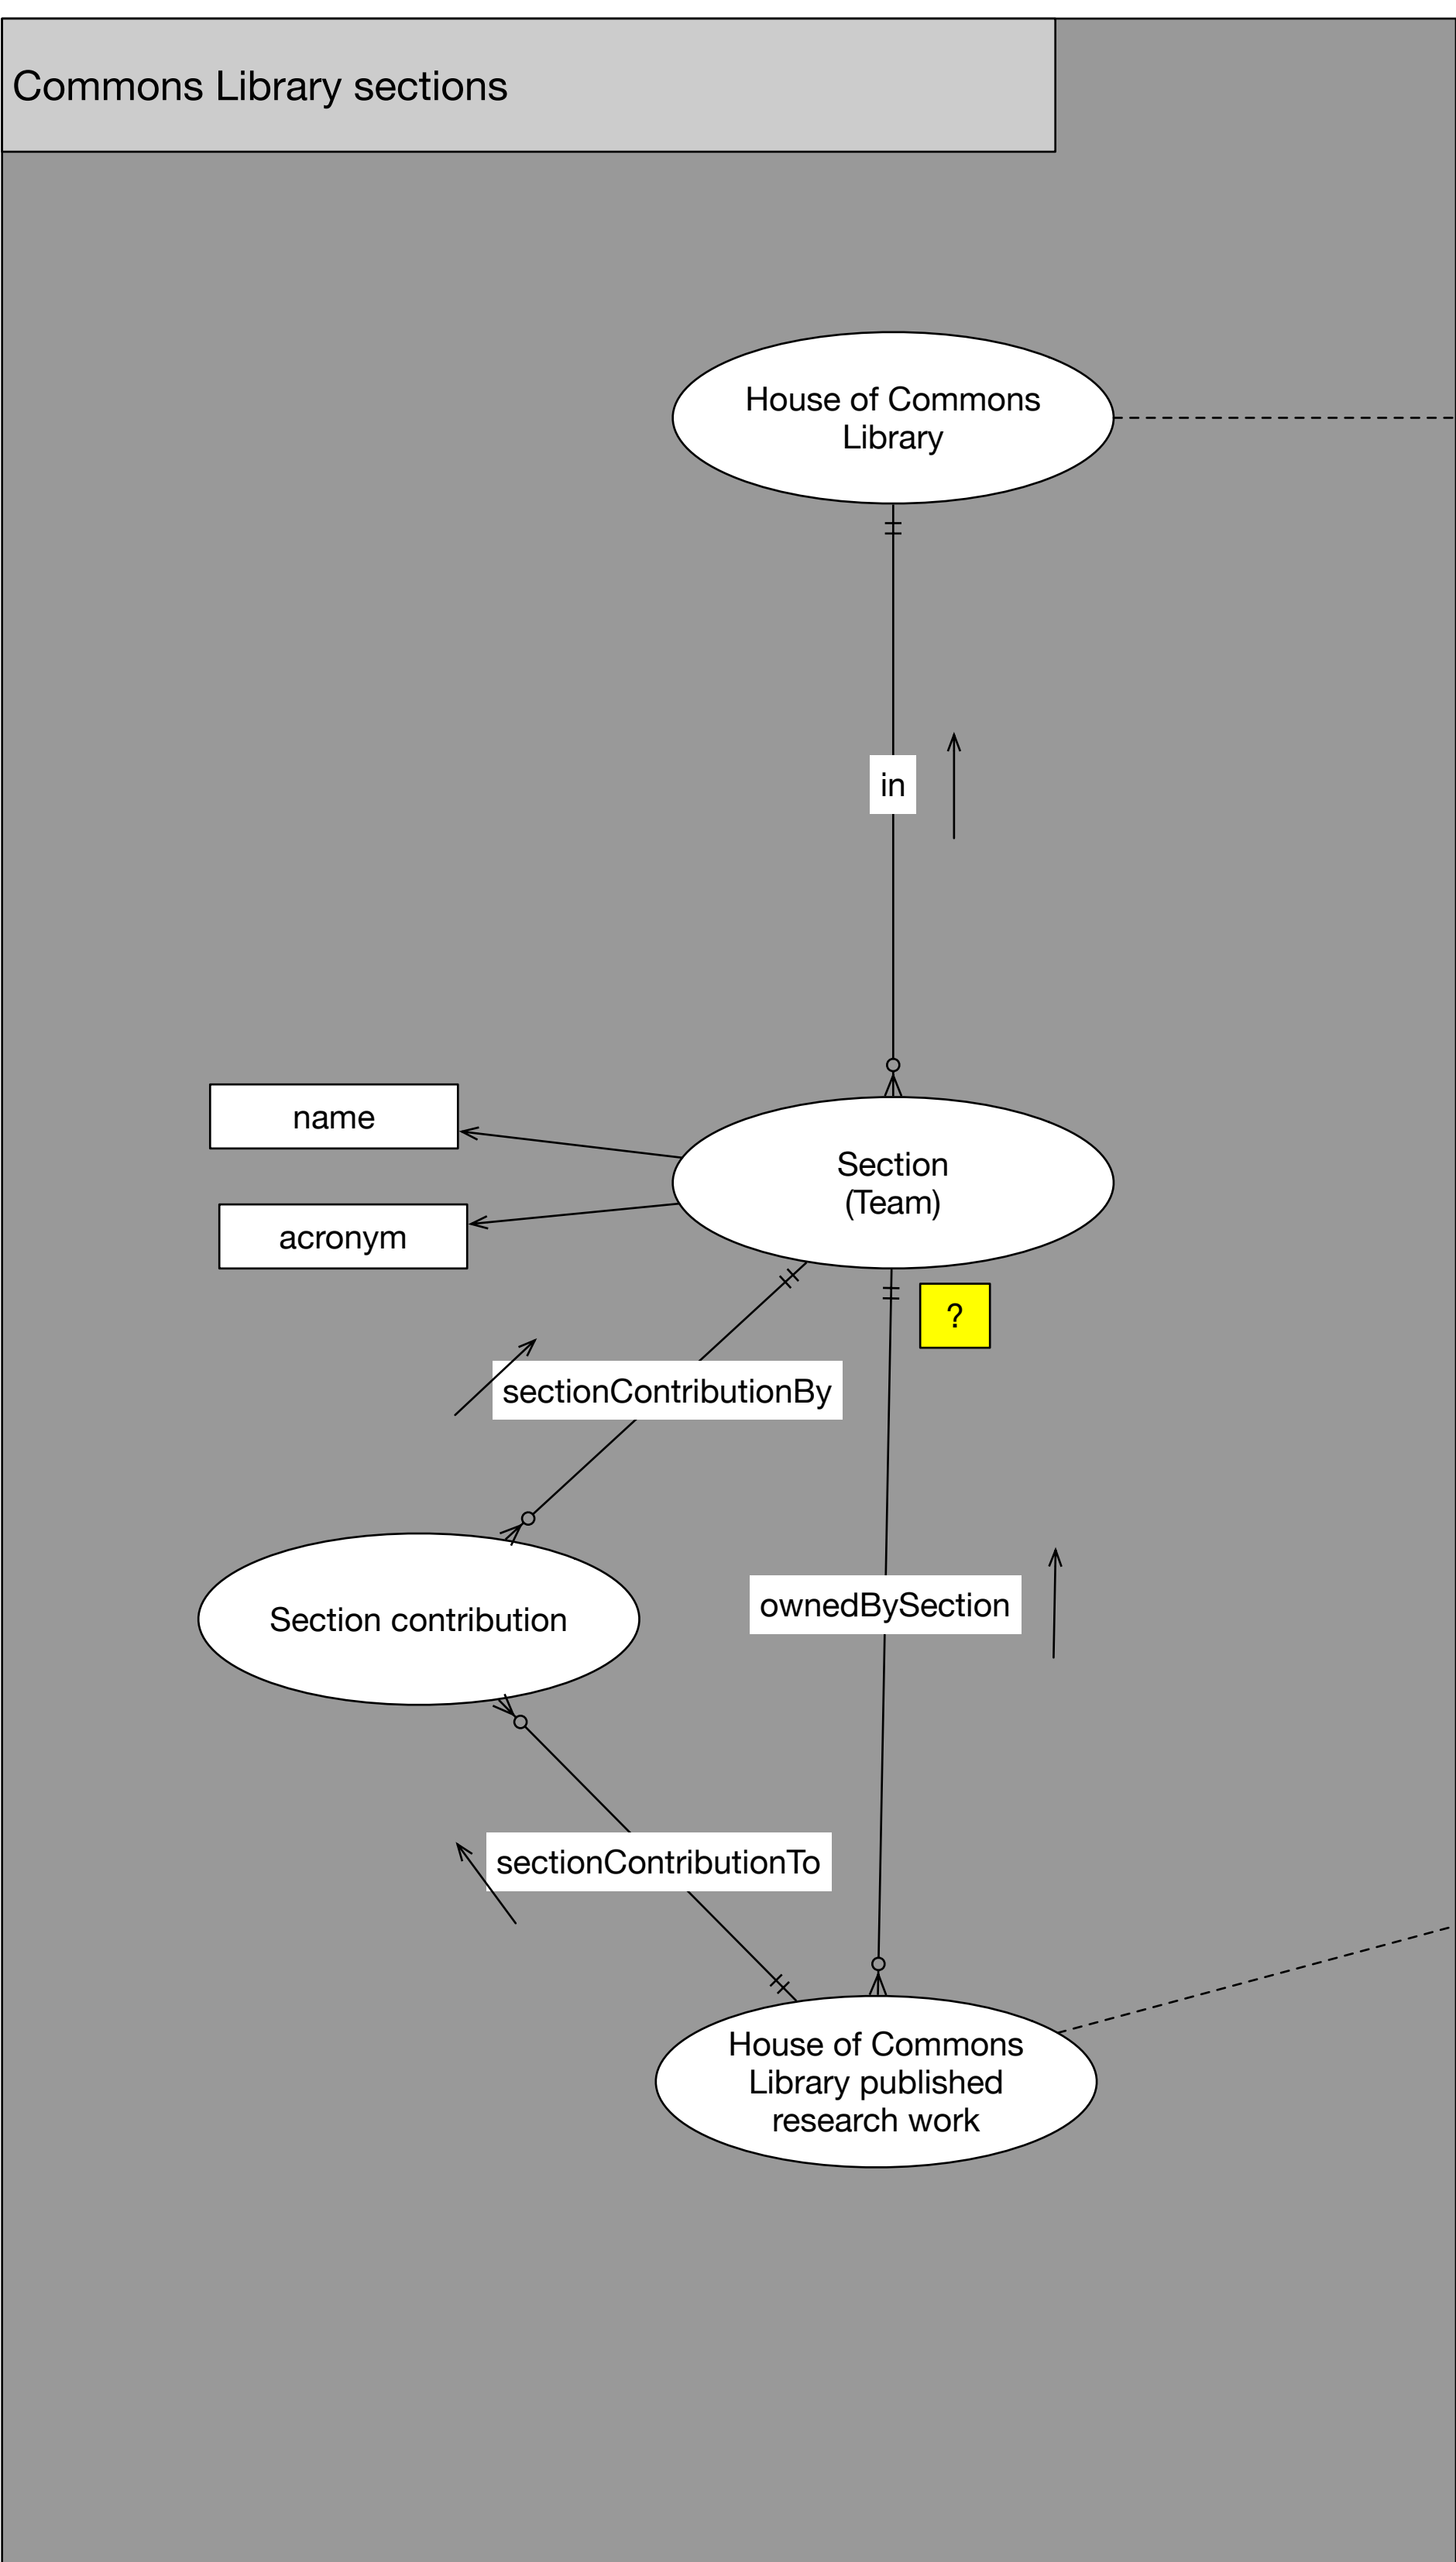 Commons Library sections
House of Commons
Library
in
name
Section
(Team)
acronym
?
sectionContributionBy
ownedBySection
Section contribution
sectionContributionTo
House of Commons
Library published
research work